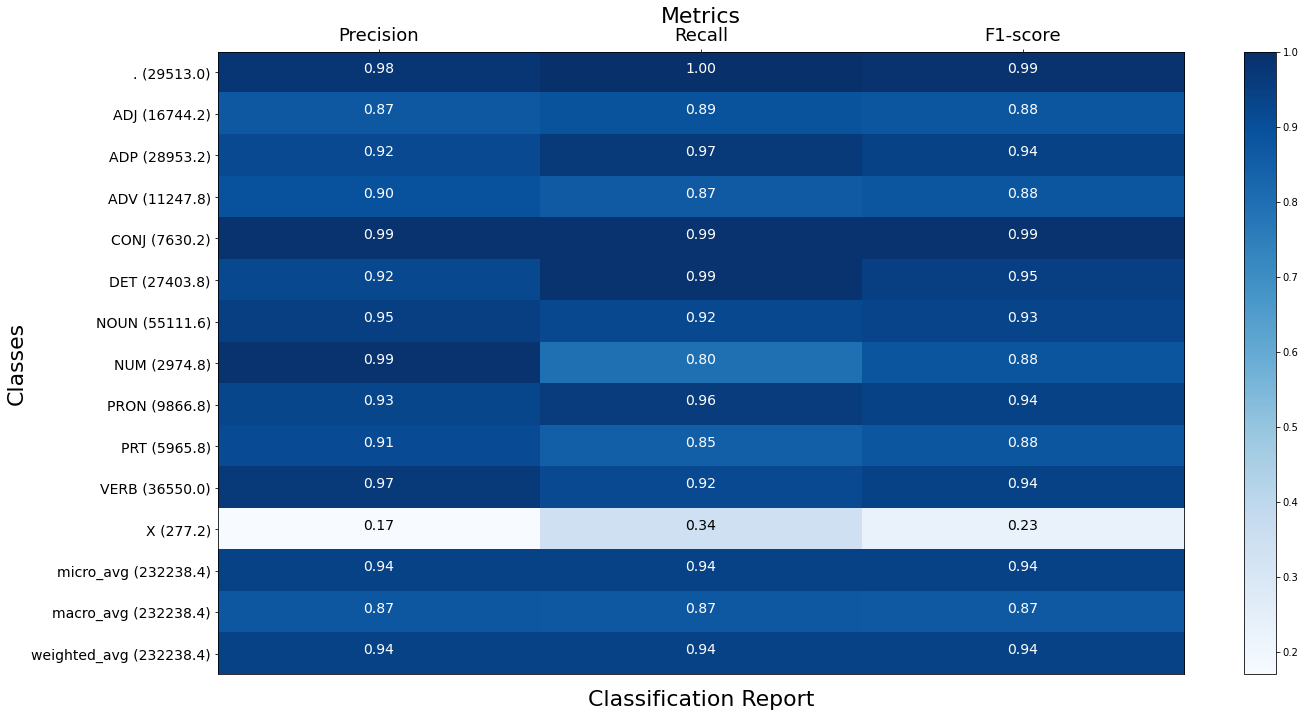 Metrics
Precision Recall F1-score
. (29513.0) 0.98 1.00 0.99
ADJ (16744.2) 0.87 0.89 0.88
ADP (28953.2) 0.92 0.97 0.94
ADV (11247.8) 0.90 0.87 0.88
CONJ (7630.2) 0.99 0.99 0.99
DET (27403.8) 0.92 0.99 0.95
NOUN (55111.6) 0.95 0.92 0.93
NUM (2974.8) 0.99 0.80 0.88
PRON (9866.8) 0.93 0.96 0.94
PRT (5965.8) 0.91 0.85 0.88
VERB (36550.0) 0.97 0.92 0.94
X (277.2) 0.17 0.34 0.23
micro_avg (232238.4) 0.94 0.94 0.94
macro_avg (232238.4) 0.87 0.87 0.87
weighted_avg (232238.4) 0.94 0.94 0.94
Classes
Classification Report
1.0
0.9
0.8
0.7
0.6
0.5
0.4
0.3
0.2